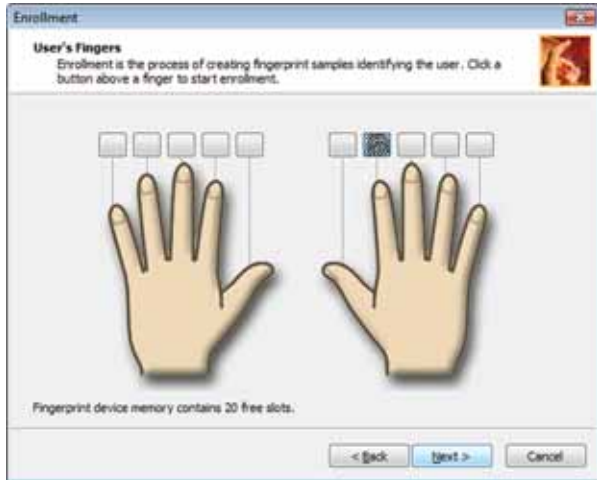 Enrollment
User's Fingers
Enrollment is the process of creating fingerprint samples identifying the user. Click a
button above a finger to start enrollment.
Fingerprint device memory contains 20 free slots.
< Back
Next >
Cancel